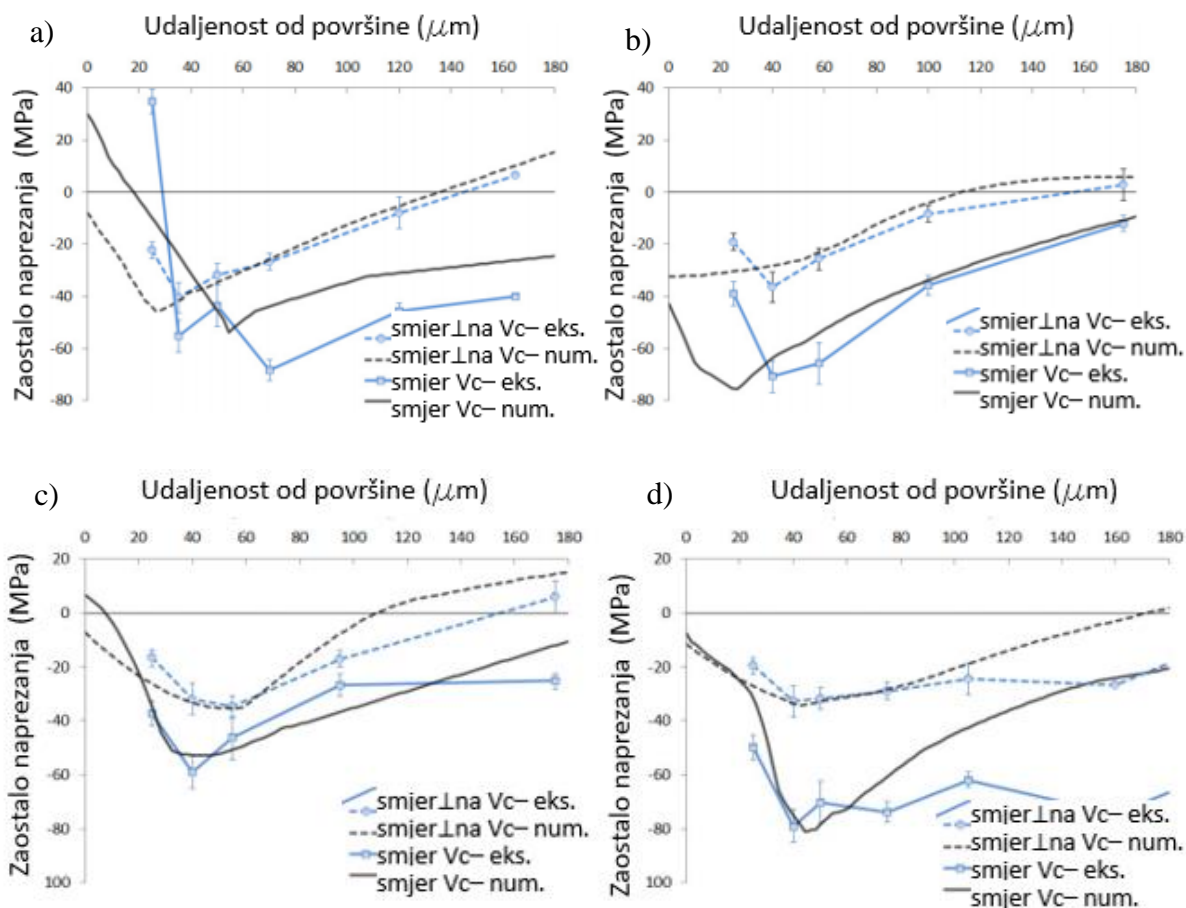 a)
Udaljenost od površine (μm)
0 20 40 60 80 100 120 140 160 180
Zaostalo naprezanja (MPa)
40
20
0
-20
-40
-60
-80
smjer⊥na Vc– eks.
smjer⊥na Vc– num.
smjer Vc– eks.
smjer Vc– num.
b)
Udaljenost od površine (μm)
0 20 40 60 80 100 120 140 160 180
Zaostalo naprezanja (MPa)
40
20
0
-20
-40
-60
-80
smjer⊥na Vc– eks.
smjer⊥na Vc– num.
smjer Vc– eks.
smjer Vc– num.
c)
Udaljenost od površine (μm)
0 20 40 60 80 100 120 140 160 180
Zaostalo naprezanja (MPa)
20
0
-20
-40
-60
-80
100
smjer⊥na Vc– eks.
smjer⊥na Vc– num.
smjer Vc– eks.
smjer Vc– num.
d)
Udaljenost od površine (μm)
0 20 40 60 80 100 120 140 160 180
Zaostalo naprezanja (MPa)
20
0
-20
-40
-60
-80
100
smjer⊥na Vc– eks.
smjer⊥na Vc– num.
smjer Vc– eks.
smjer Vc– num.